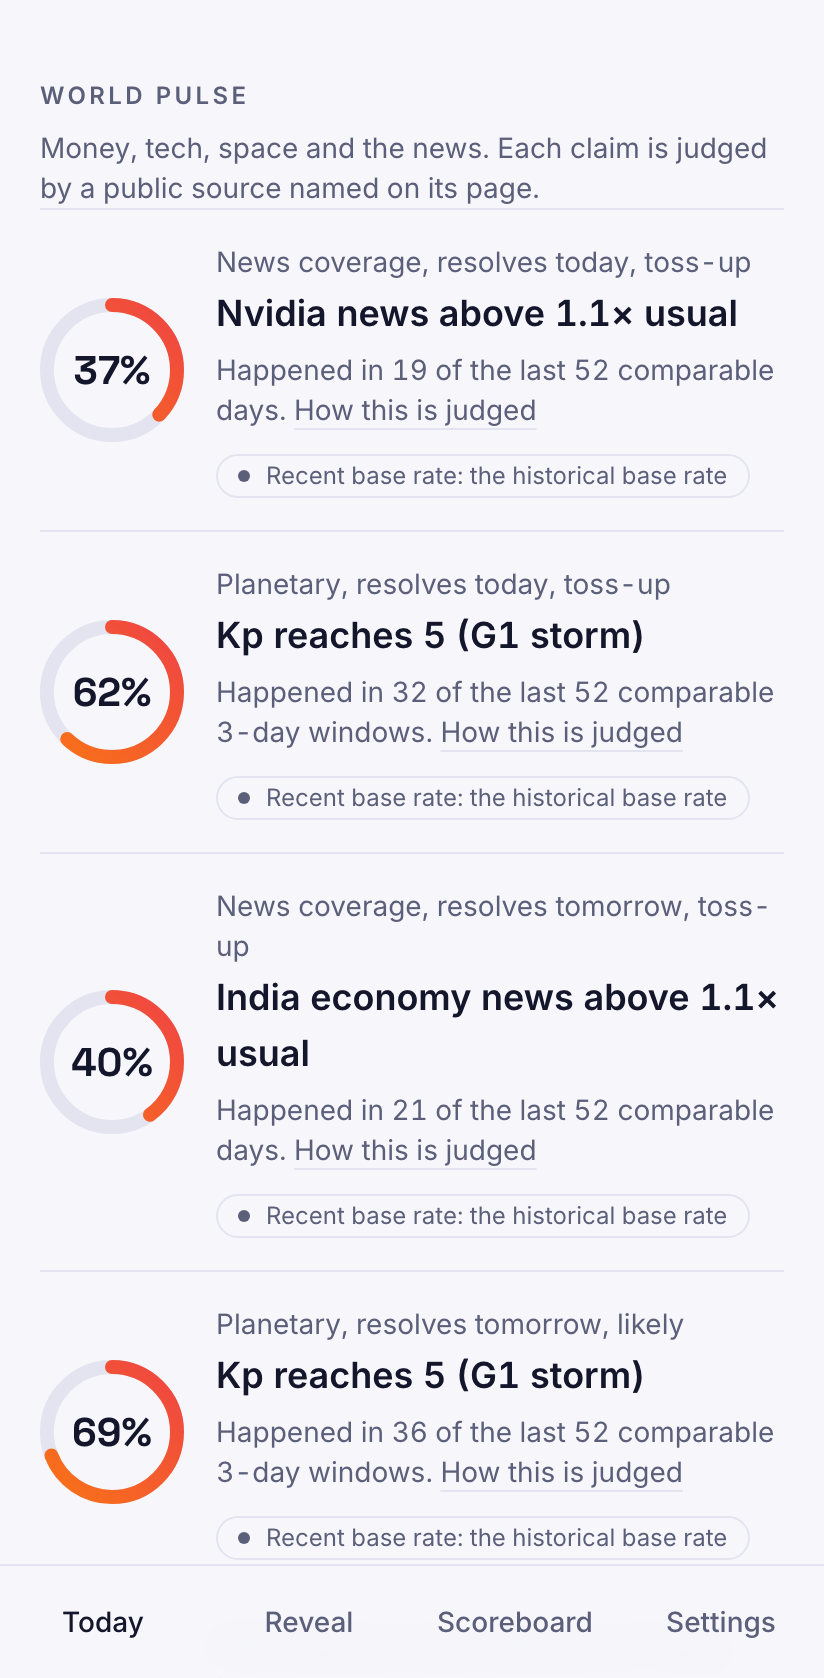 WORLD PULSE
Money, tech, space and the news. Each claim is judged
by a public source named on its page.
News coverage, resolves today, toss-up
Nvidia news above 1.1× usual
37%
Happened in 19 of the last 52 comparable
days. How this is judged
Recent base rate: the historical base rate
Planetary, resolves today, toss-up
Kp reaches 5 (G1 storm)
62%
Happened in 32 of the last 52 comparable
3-day windows. How this is judged
Recent base rate: the historical base rate
News coverage, resolves tomorrow, toss-
up
India economy news above 1.1×
usual
40%
Happened in 21 of the last 52 comparable
days. How this is judged
Recent base rate: the historical base rate
Planetary, resolves tomorrow, likely
Kp reaches 5 (G1 storm)
69%
Happened in 36 of the last 52 comparable
3-day windows. How this is judged
Recent base rate: the historical base rate
Today
Reveal
Scoreboard
Settings